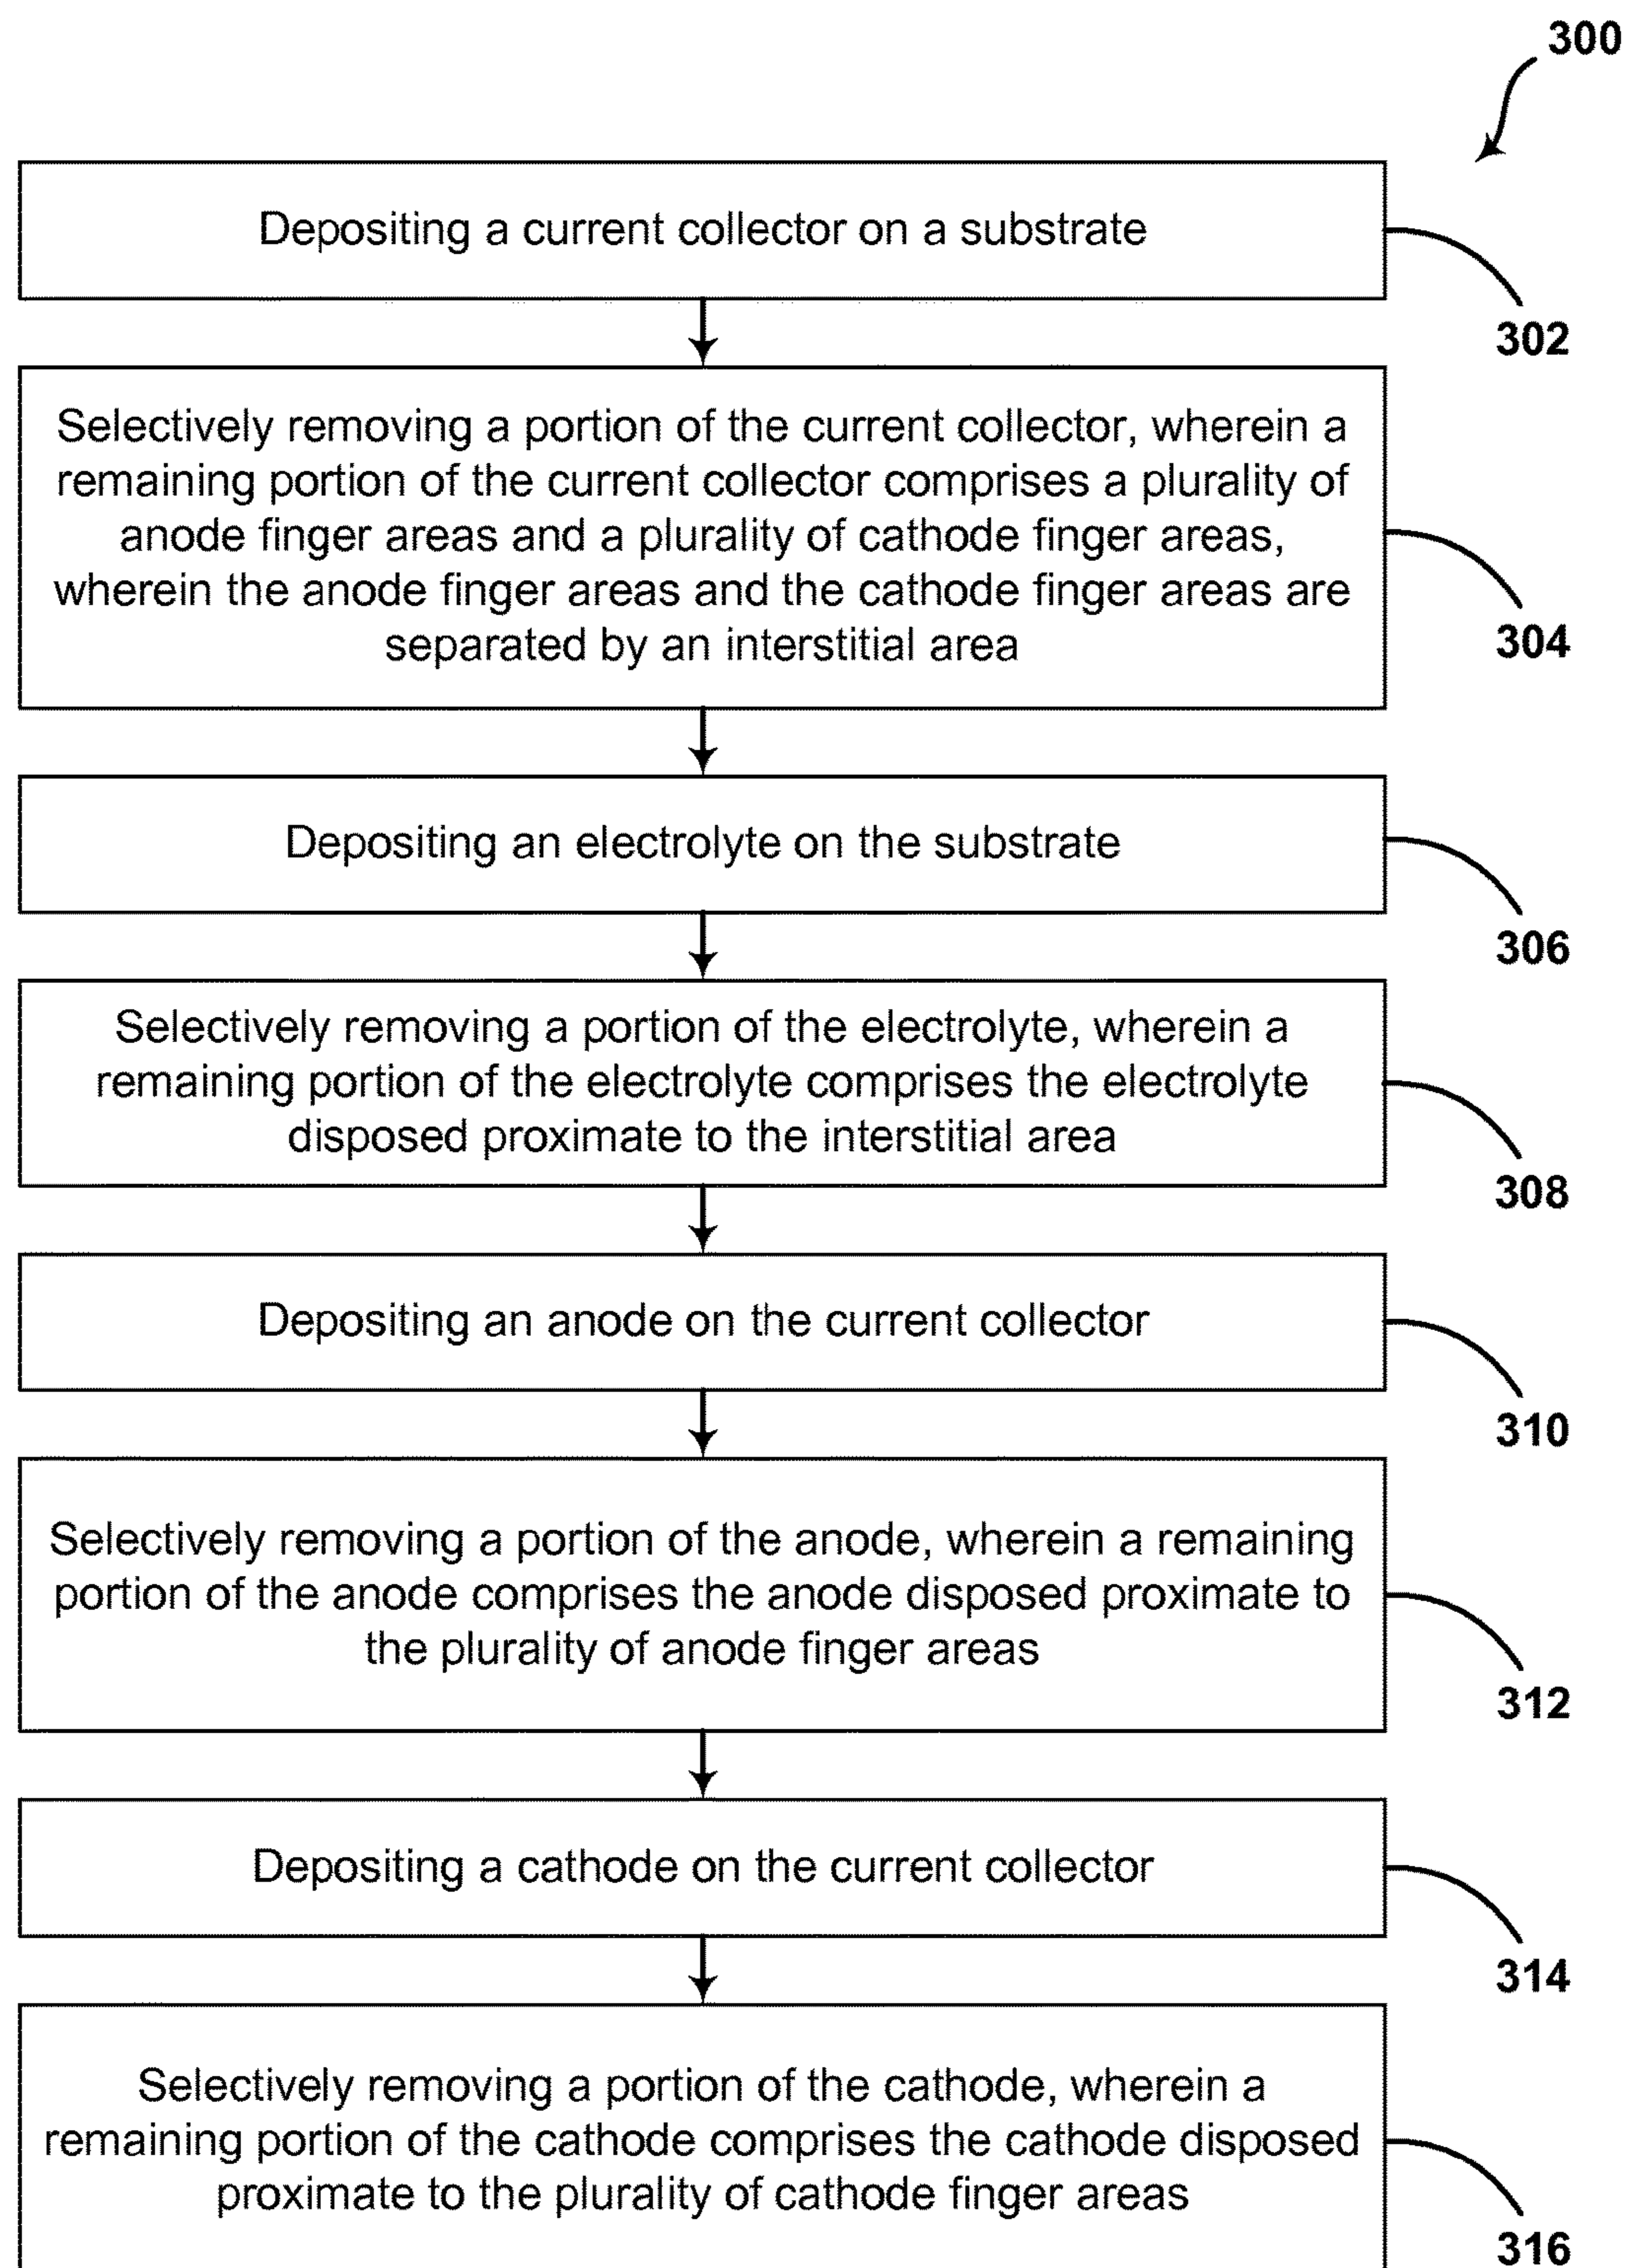 300
Depositing a current collector on a substrate
302
Selectively removing a portion of the current collector, wherein a
remaining portion of the current collector comprises a plurality of
anode finger areas and a plurality of cathode finger areas,
wherein the anode finger areas and the cathode finger areas are
separated by an interstitial area
304
Depositing an electrolyte on the substrate
306
Selectively removing a portion of the electrolyte, wherein a
remaining portion of the electrolyte comprises the electrolyte
disposed proximate to the interstitial area
308
Depositing an anode on the current collector
310
Selectively removing a portion of the anode, wherein a remaining
portion of the anode comprises the anode disposed proximate to
the plurality of anode finger areas
312
Depositing a cathode on the current collector
314
Selectively removing a portion of the cathode, wherein a
remaining portion of the cathode comprises the cathode disposed
proximate to the plurality of cathode finger areas
316